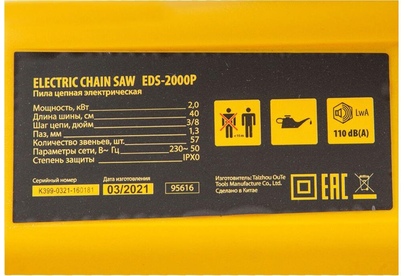 ELECTRIC CHAIN SAW EDS-2000P
Пила цепная электрическая
Мощность, кВт 2,0
Длина шины, см 40
Шаг цепи, дюйм 3/8
Паз, мм 1,3
Количество звеньев, шт 57
Параметры сети, В~ Гц 230~ 50
Степень защиты IPX0
LwA
110 dB(A)
Серийный номер Дата изготовления
K399-0321-160181 03/2021 95616
Изготовитель: Taizhou OuTe
Tools Manufacture Co., Ltd.
Сделано в Китае
EAC